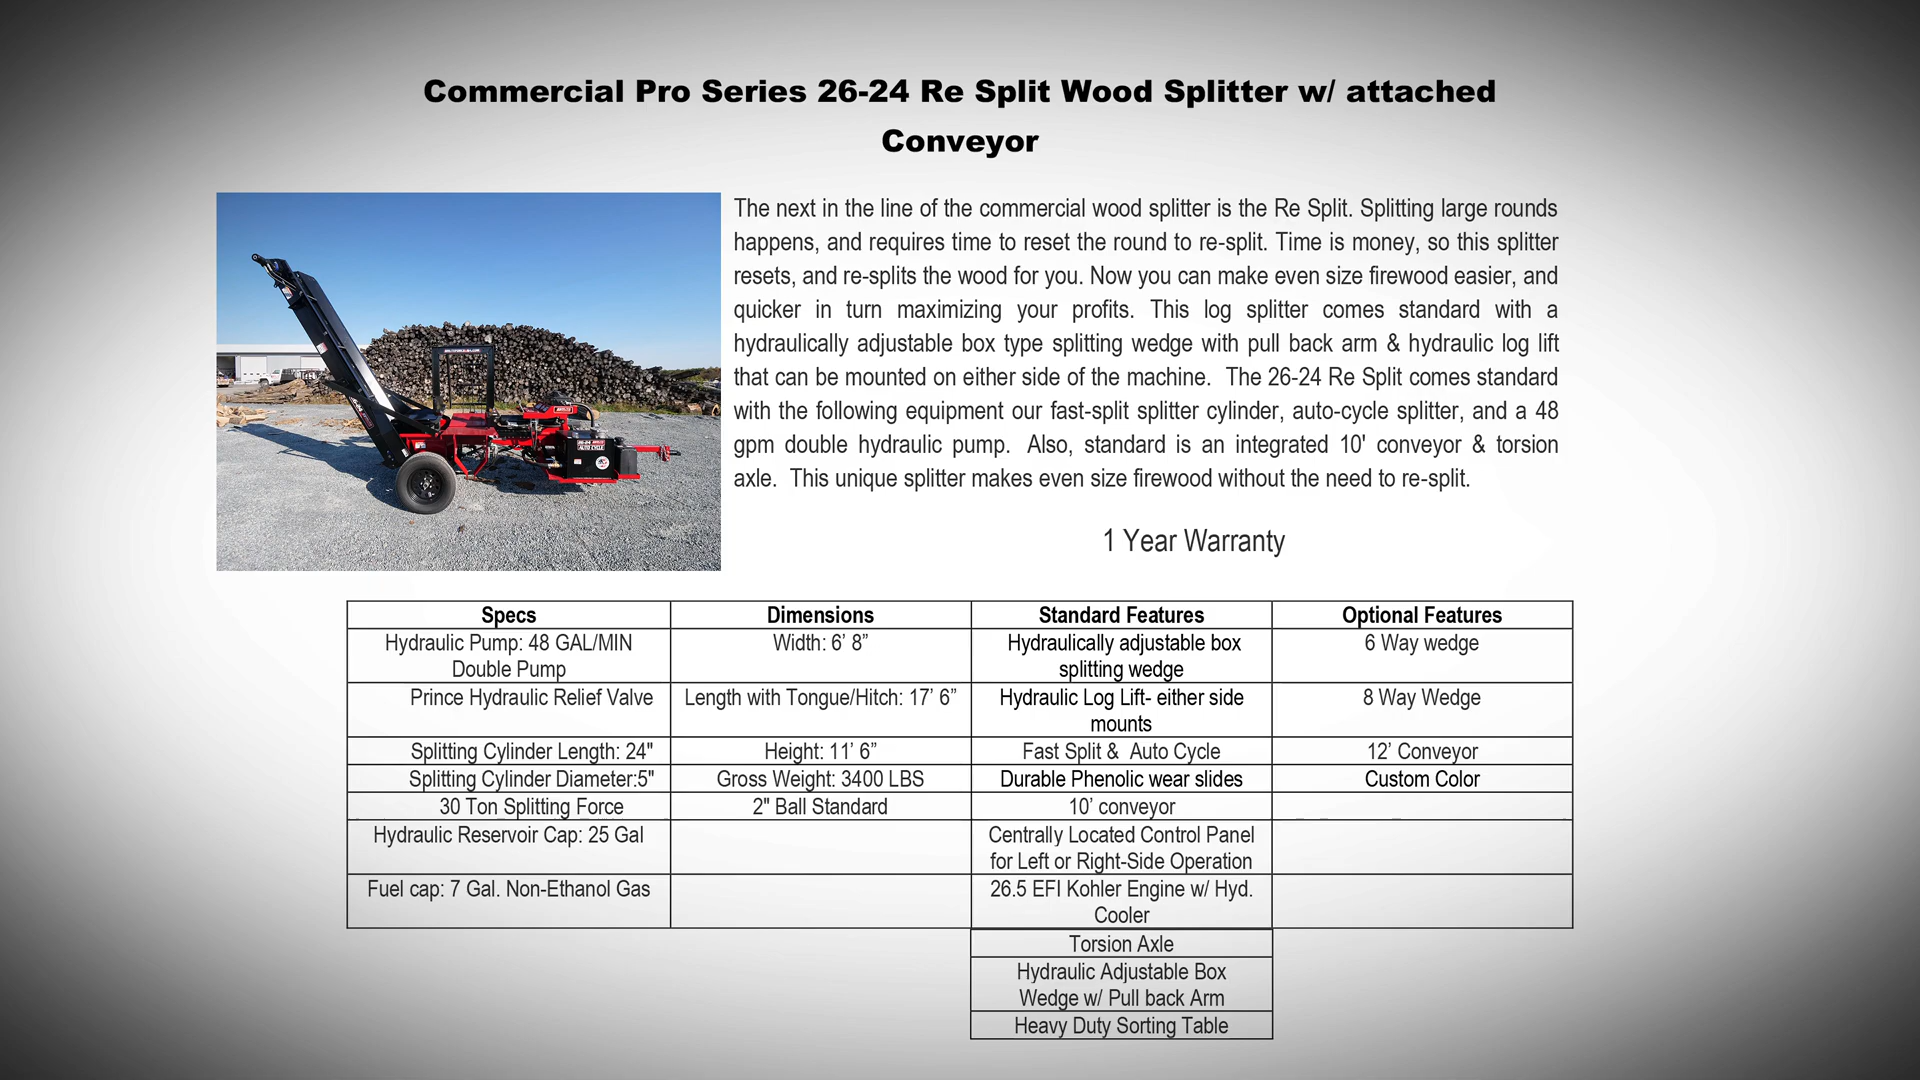 Commercial Pro Series 26-24 Re Split Wood Splitter w/ attached
Conveyor
The next in the line of the commercial wood splitter is the Re Split. Splitting large rounds
happens, and requires time to reset the round to re-split. Time is money, so this splitter
resets, and re-splits the wood for you. Now you can make even size firewood easier, and
quicker in turn maximizing your profits. This log splitter comes standard with a
hydraulically adjustable box type splitting wedge with pull back arm & hydraulic log lift
that can be mounted on either side of the machine. The 26-24 Re Split comes standard
with the following equipment our fast-split splitter cylinder, auto-cycle splitter, and a 48
gpm double hydraulic pump. Also, standard is an integrated 10' conveyor & torsion
axle. This unique splitter makes even size firewood without the need to re-split.
1 Year Warranty
26-24
AUTO CYCLE
Specs
Dimensions
Standard Features
Optional Features
Hydraulic Pump: 48 GAL/MIN
Double Pump
Width: 6’ 8”
Hydraulically adjustable box
splitting wedge
6 Way wedge
Prince Hydraulic Relief Valve
Length with Tongue/Hitch: 17’ 6”
Hydraulic Log Lift- either side
mounts
8 Way Wedge
Splitting Cylinder Length: 24"
Height: 11’ 6”
Fast Split & Auto Cycle
12’ Conveyor
Splitting Cylinder Diameter:5"
Gross Weight: 3400 LBS
Durable Phenolic wear slides
Custom Color
30 Ton Splitting Force
2" Ball Standard
10’ conveyor
Hydraulic Reservoir Cap: 25 Gal
Centrally Located Control Panel
for Left or Right-Side Operation
Fuel cap: 7 Gal. Non-Ethanol Gas
26.5 EFI Kohler Engine w/ Hyd.
Cooler
Torsion Axle
Hydraulic Adjustable Box
Wedge w/ Pull back Arm
Heavy Duty Sorting Table